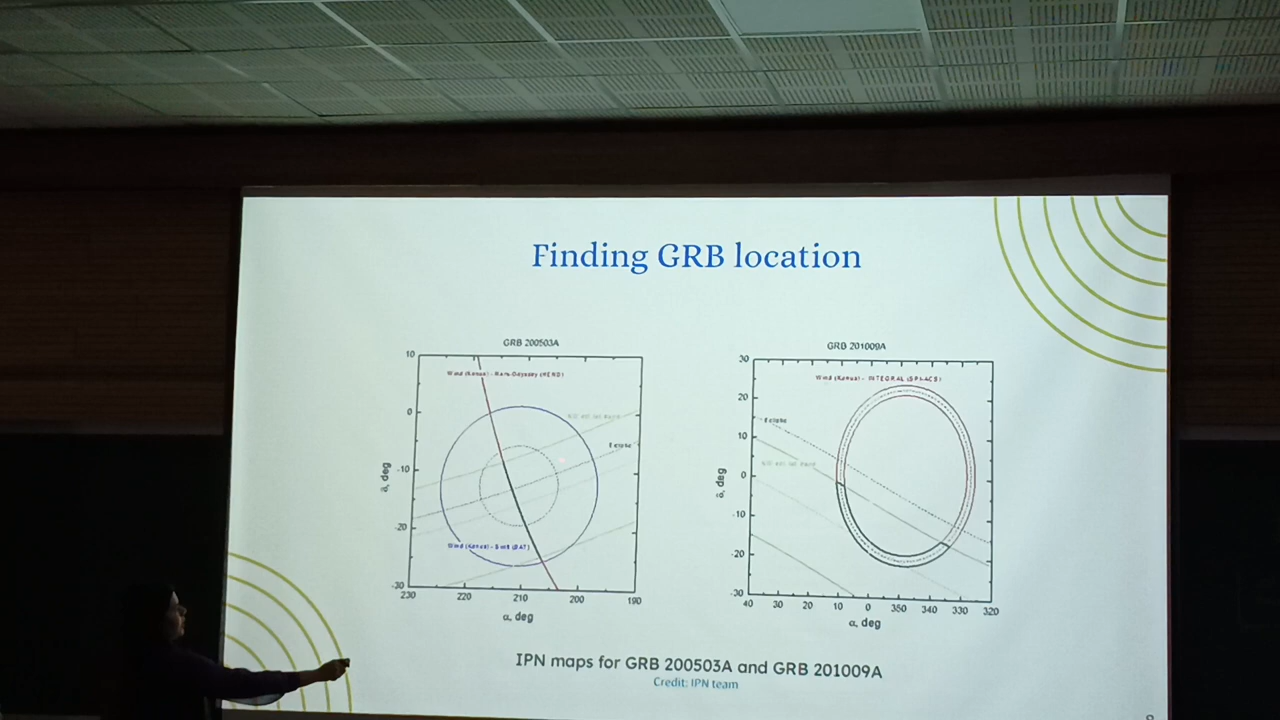 Finding GRB location
GRB 200503A
10
0
-10
-20
-30
δ, deg
Wind (Konus) - Mars-Odyssey (HEND)
Ecliptic
Wind (Konus) - Swift (BAT)
230 220 210 200 190
α, deg
GRB 201009A
30
20
10
0
-10
-20
-30
δ, deg
Wind (Konus) - INTEGRAL (SPI-ACS)
40 30 20 10 0 350 340 330 320
α, deg
IPN maps for GRB 200503A and GRB 201009A
Credit: IPN team